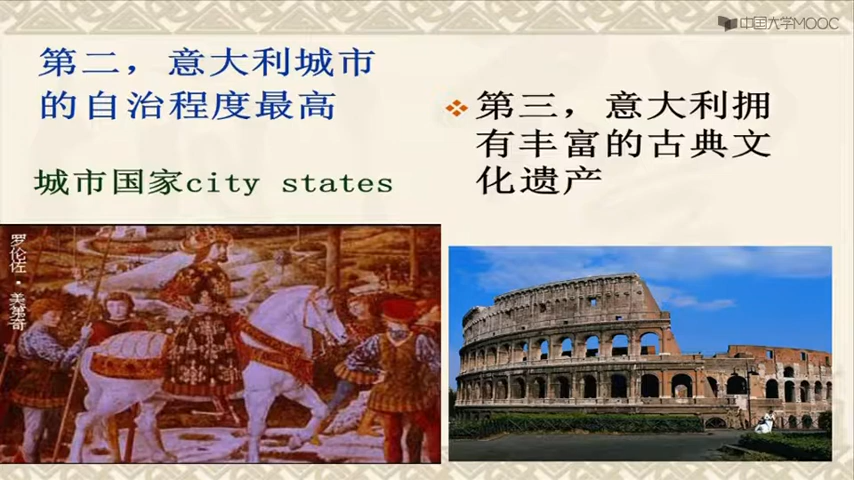 中国大学MOOC
第二，意大利城市
的自治程度最高
城市国家city states
第三，意大利拥
有丰富的古典文
化遗产
罗伦佐·美第奇